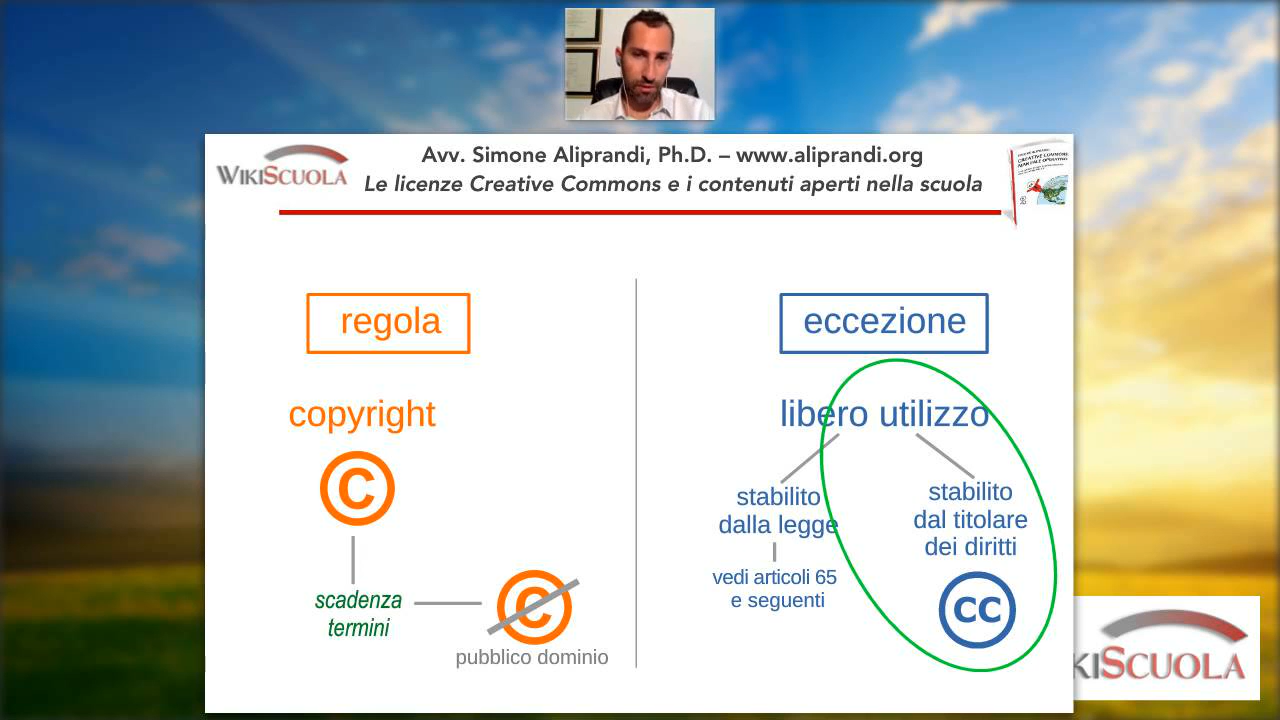 Avv. Simone Aliprandi, Ph.D. – www.aliprandi.org
WIKISCUOLA
Le licenze Creative Commons e i contenuti aperti nella scuola
CREATIVE COMMONS
regola
eccezione
copyright
©
libero utilizzo
stabilito
dalla legge
vedi articoli 65
e seguenti
stabilito
dal titolare
dei diritti
CC
scadenza
termini
C
pubblico dominio
KISCUOLA